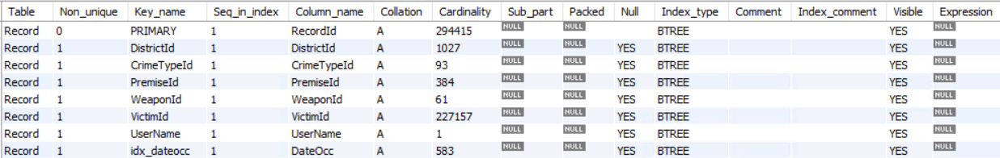 Table Non_unique Key_name Seq_in_index Column_name Collation Cardinality Sub_part Packed Null Index_type Comment Index_comment Visible Expression
Record 0 PRIMARY 1 RecordId A 294415 NULL NULL BTREE YES NULL
Record 1 DistrictId 1 DistrictId A 1027 NULL NULL YES BTREE YES NULL
Record 1 CrimeTypeId 1 CrimeTypeId A 93 NULL NULL YES BTREE YES NULL
Record 1 PremiseId 1 PremiseId A 384 NULL NULL YES BTREE YES NULL
Record 1 WeaponId 1 WeaponId A 61 NULL NULL YES BTREE YES NULL
Record 1 VictimId 1 VictimId A 227157 NULL NULL YES BTREE YES NULL
Record 1 UserName 1 UserName A 1 NULL NULL YES BTREE YES NULL
Record 1 idx_dateocc 1 DateOcc A 583 NULL NULL YES BTREE YES NULL